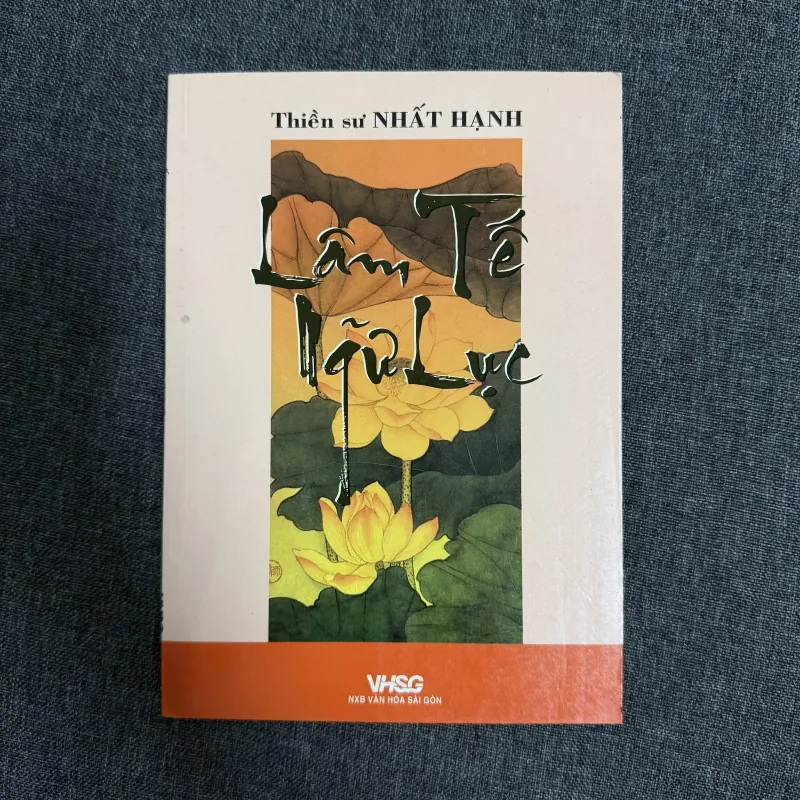 Thiền sư NHẤT HẠNH
Lâm Tế
Ngữ Lục
VHSG
NXB VĂN HÓA SÀI GÒN